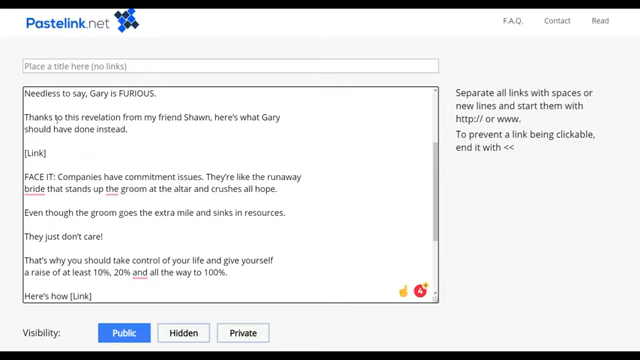 Pastelink.net
F.A.Q. Contact Read
Place a title here (no links)
Needless to say, Gary is FURIOUS.
Thanks to this revelation from my friend Shawn, here's what Gary
should have done instead.
[Link]
FACE IT: Companies have commitment issues. They're like the runaway
bride that stands up the groom at the altar and crushes all hope.
Even though the groom goes the extra mile and sinks in resources.
They just don't care!
That's why you should take control of your life and give yourself
a raise of at least 10%, 20% and all the way to 100%.
Here's how [Link]
Separate all links with spaces or
new lines and start them with
http:// or www.
To prevent a link being clickable,
end it with <<
4
Visibility: Public Hidden Private